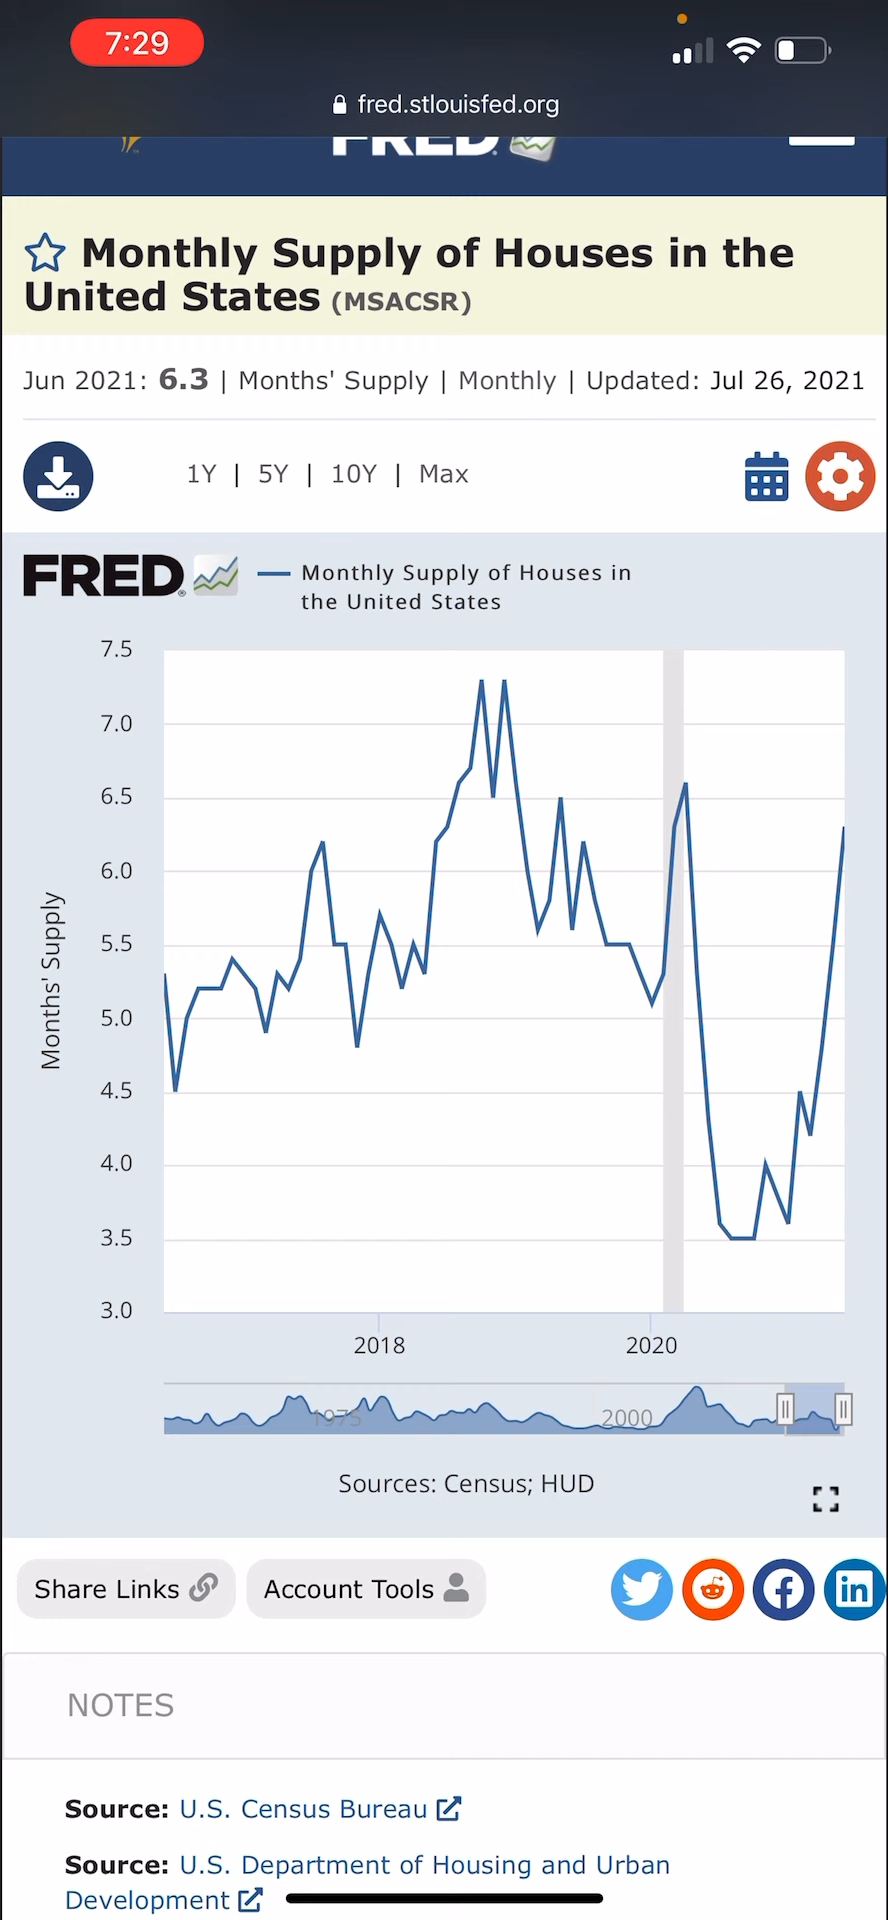 7:29
fred.stlouisfed.org
FRED
Monthly Supply of Houses in the
United States (MSACSR)
Jun 2021: 6.3 | Months' Supply | Monthly | Updated: Jul 26, 2021
1Y | 5Y | 10Y | Max
FRED
Monthly Supply of Houses in
the United States
7.5
7.0
6.5
6.0
5.5
5.0
4.5
4.0
3.5
3.0
Months' Supply
2018 2020
1975 2000
Sources: Census; HUD
Share Links Account Tools
in
NOTES
Source: U.S. Census Bureau
Source: U.S. Department of Housing and Urban
Development